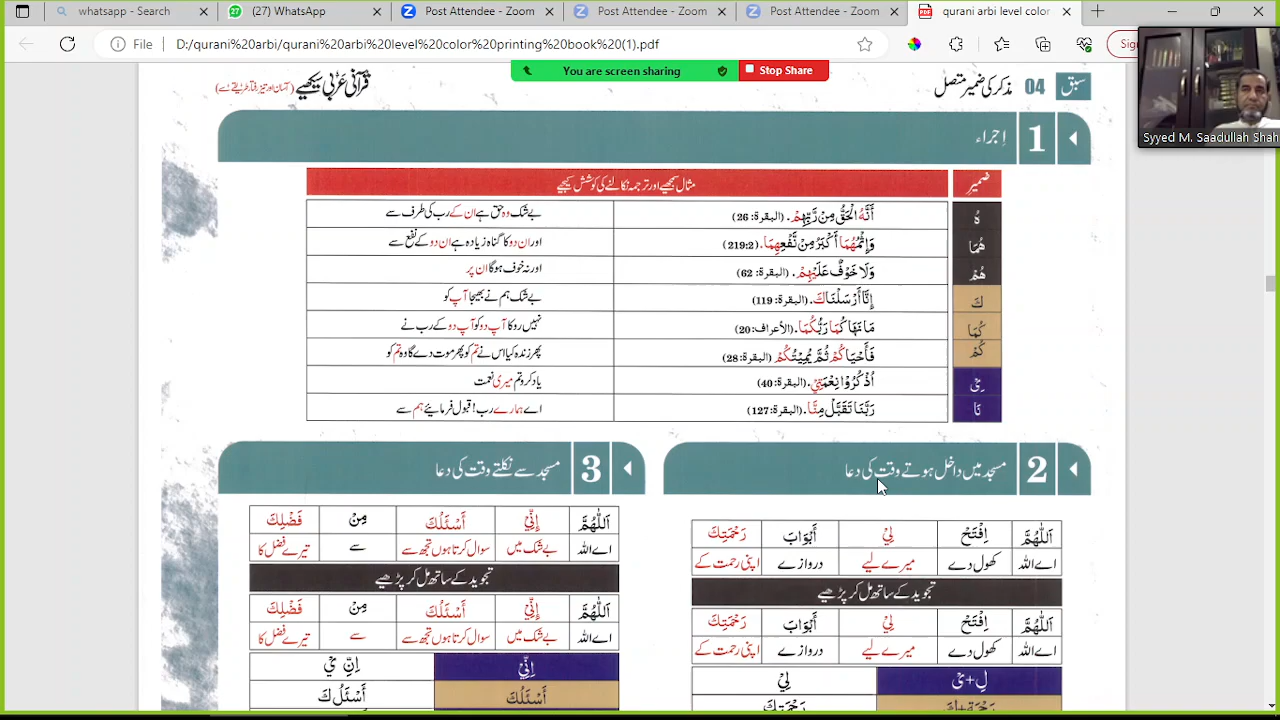 whatsapp - Search
(27) WhatsApp
Post Attendee - Zoom
Post Attendee - Zoom
Post Attendee - Zoom
qurani arbi level color
File D:/qurani%20arbi/qurani%20arbi%20level%20color%20printing%20book%20(1).pdf
You are screen sharing
Stop Share
Syyed M. Saadullah Shah
سبق 04 مذکر کی ضمیر متصل
قرآنی عربی سیکھیے (آسان اور تیز رفتار طریقے سے)
1 اِجراء
ضمیر مثال سمجھیے اور ترجمہ نکالنے کی کوشش کیجیے
هُ أَنَّهُ الْحَقُّ مِنْ رَّبِّهِمْ. (البقرة: 26) بے شک وہ حق ہے ان کے رب کی طرف سے
هُمَا وَإِثْمُهُمَا أَكْبَرُ مِنْ نَّفْعِهِمَا. (2:219) اور ان دو کا گناہ زیادہ ہے ان دو کے نفع سے
هُمْ وَلَا خَوْفٌ عَلَيْهِمْ. (البقرة: 62) اور نہ خوف ہوگا ان پر
كَ إِنَّا أَرْسَلْنَاكَ. (البقرة: 119) بے شک ہم نے بھیجا آپ کو
كُمَا مَا نَهَاكُمَا رَبُّكُمَا. (الأعراف: 20) نہیں روکا آپ دو کو آپ دو کے رب نے
كُمْ فَأَحْيَاكُمْ ثُمَّ يُمِيْتُكُمْ (البقرة: 28) پھر زندہ کیا اس نے تم کو پھر موت دے گا وہ تم کو
ـِيْ اُذْكُرُوْا نِعْمَتِيَ. (البقرة: 40) یاد کرو تم میری نعمت
نَا رَبَّنَا تَقَبَّلْ مِنَّا. (البقرة: 127) اے ہمارے رب! قبول فرمائیے ہم سے
2 مسجد میں داخل ہوتے وقت کی دعا
اَللّٰهُمَّ اِفْتَحْ لِيْ أَبْوَابَ رَحْمَتِكَ
اے اللہ کھول دے میرے لیے دروازے اپنی رحمت کے
تجوید کے ساتھ مل کر پڑھیے
اَللّٰهُمَّ اِفْتَحْ لِيْ أَبْوَابَ رَحْمَتِكَ
اے اللہ کھول دے میرے لیے دروازے اپنی رحمت کے
لِ+ـِيْ لِيْ
رَحْمَة+كَ رَحْمَتِكَ
3 مسجد سے نکلتے وقت کی دعا
اَللّٰهُمَّ اِنِّيْ أَسْئَلُكَ مِنْ فَضْلِكَ
اے اللہ بے شک میں سوال کرتا ہوں تجھ سے سے تیرے فضل کا
تجوید کے ساتھ مل کر پڑھیے
اَللّٰهُمَّ اِنِّيْ أَسْئَلُكَ مِنْ فَضْلِكَ
اے اللہ بے شک میں سوال کرتا ہوں تجھ سے سے تیرے فضل کا
اِنِّيْ اِنَّ ـِيْ
أَسْئَلُكَ أَسْئَلُ كَ